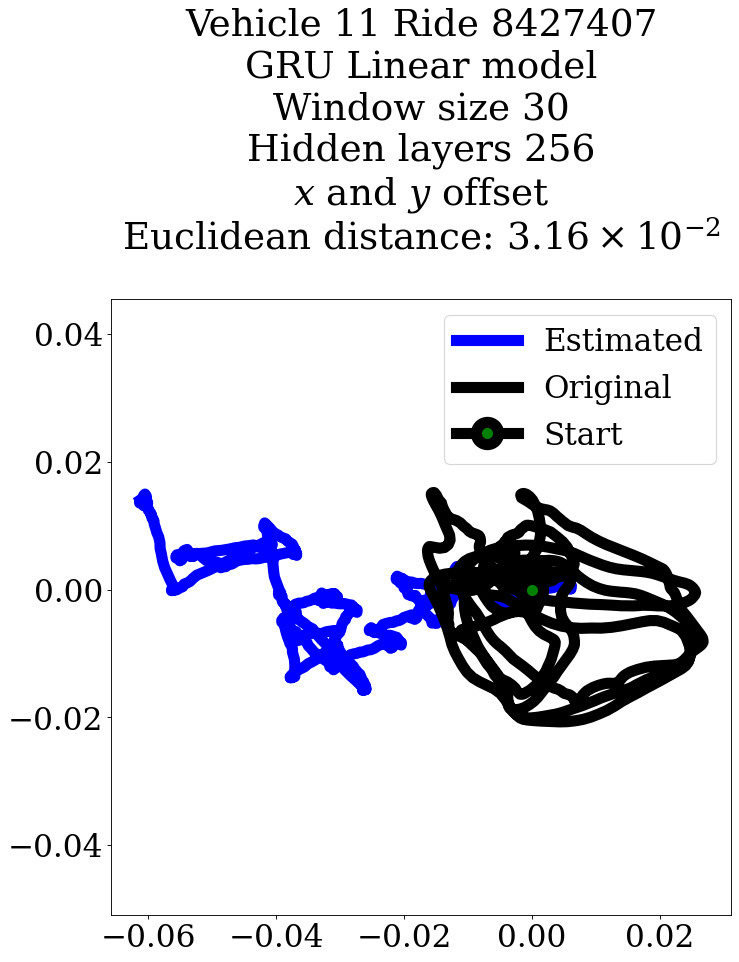 Vehicle 11 Ride 8427407
GRU Linear model
Window size 30
Hidden layers 256
x and y offset
Euclidean distance: 3.16 × 10⁻²
Estimated
Original
Start
0.04
0.02
0.00
−0.02
−0.04
−0.06 −0.04 −0.02 0.00 0.02